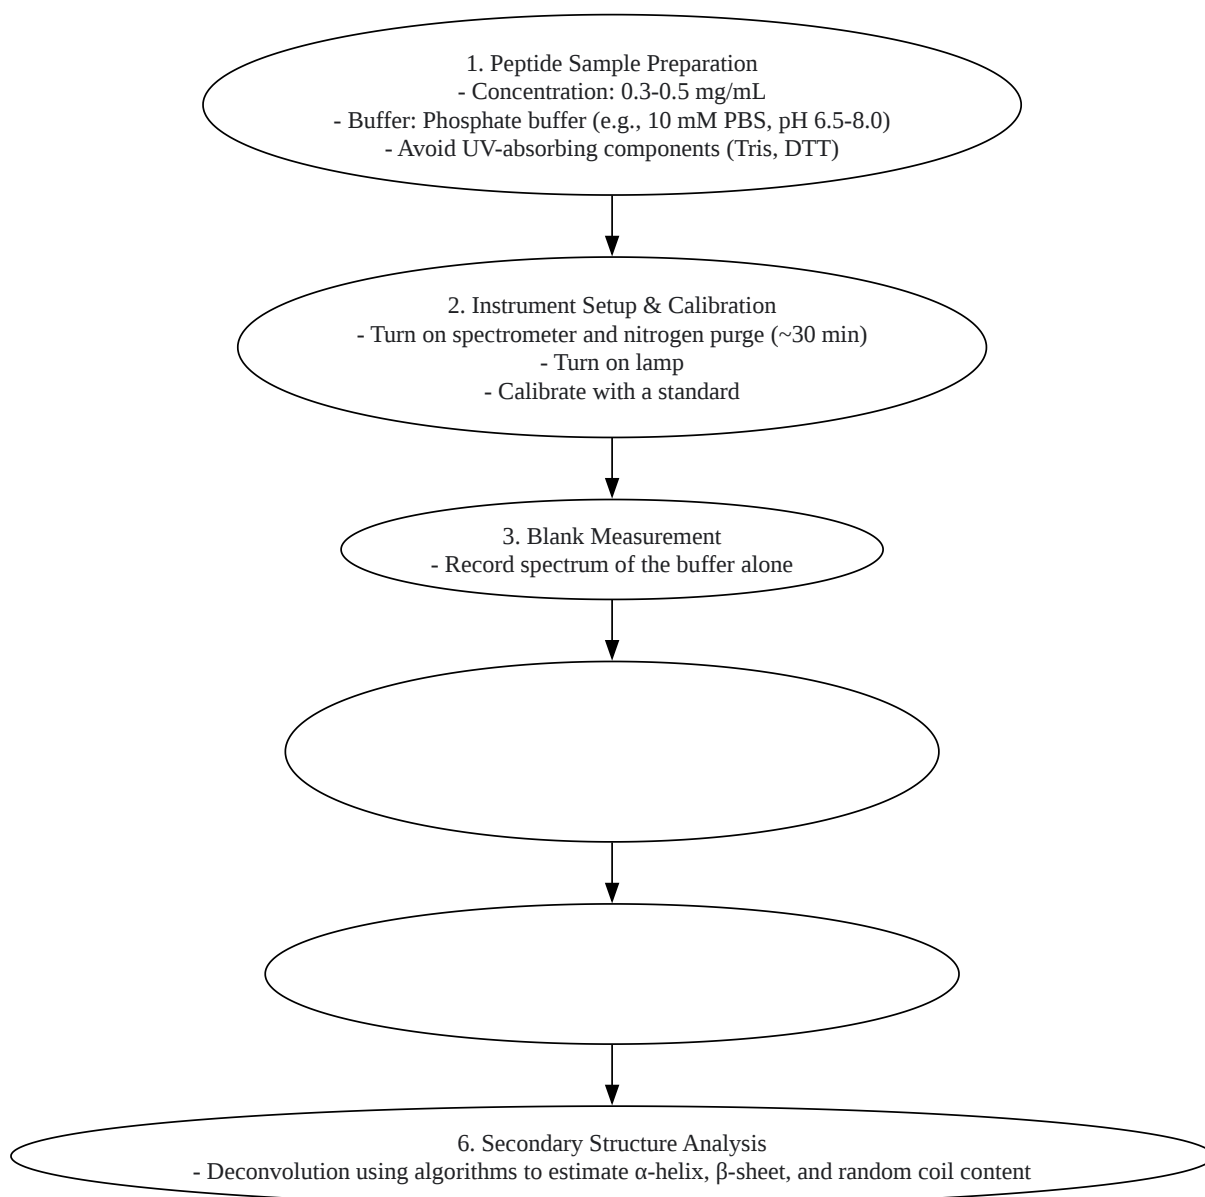 1. Peptide Sample Preparation
- Concentration: 0.3-0.5 mg/mL
- Buffer: Phosphate buffer (e.g., 10 mM PBS, pH 6.5-8.0)
- Avoid UV-absorbing components (Tris, DTT)
2. Instrument Setup & Calibration
- Turn on spectrometer and nitrogen purge (~30 min)
- Turn on lamp
- Calibrate with a standard
3. Blank Measurement
- Record spectrum of the buffer alone
6. Secondary Structure Analysis
- Deconvolution using algorithms to estimate α-helix, β-sheet, and random coil content